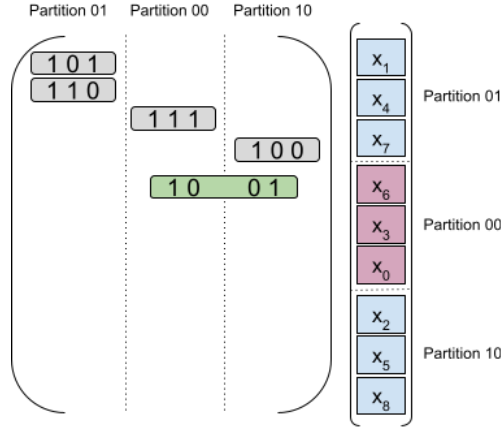 Partition 01 Partition 00 Partition 10
1 0 1
1 1 0
1 1 1
1 0 0
1 0 0 1
x1
x4
x7
Partition 01
x6
x3
x0
Partition 00
x2
x5
x8
Partition 10